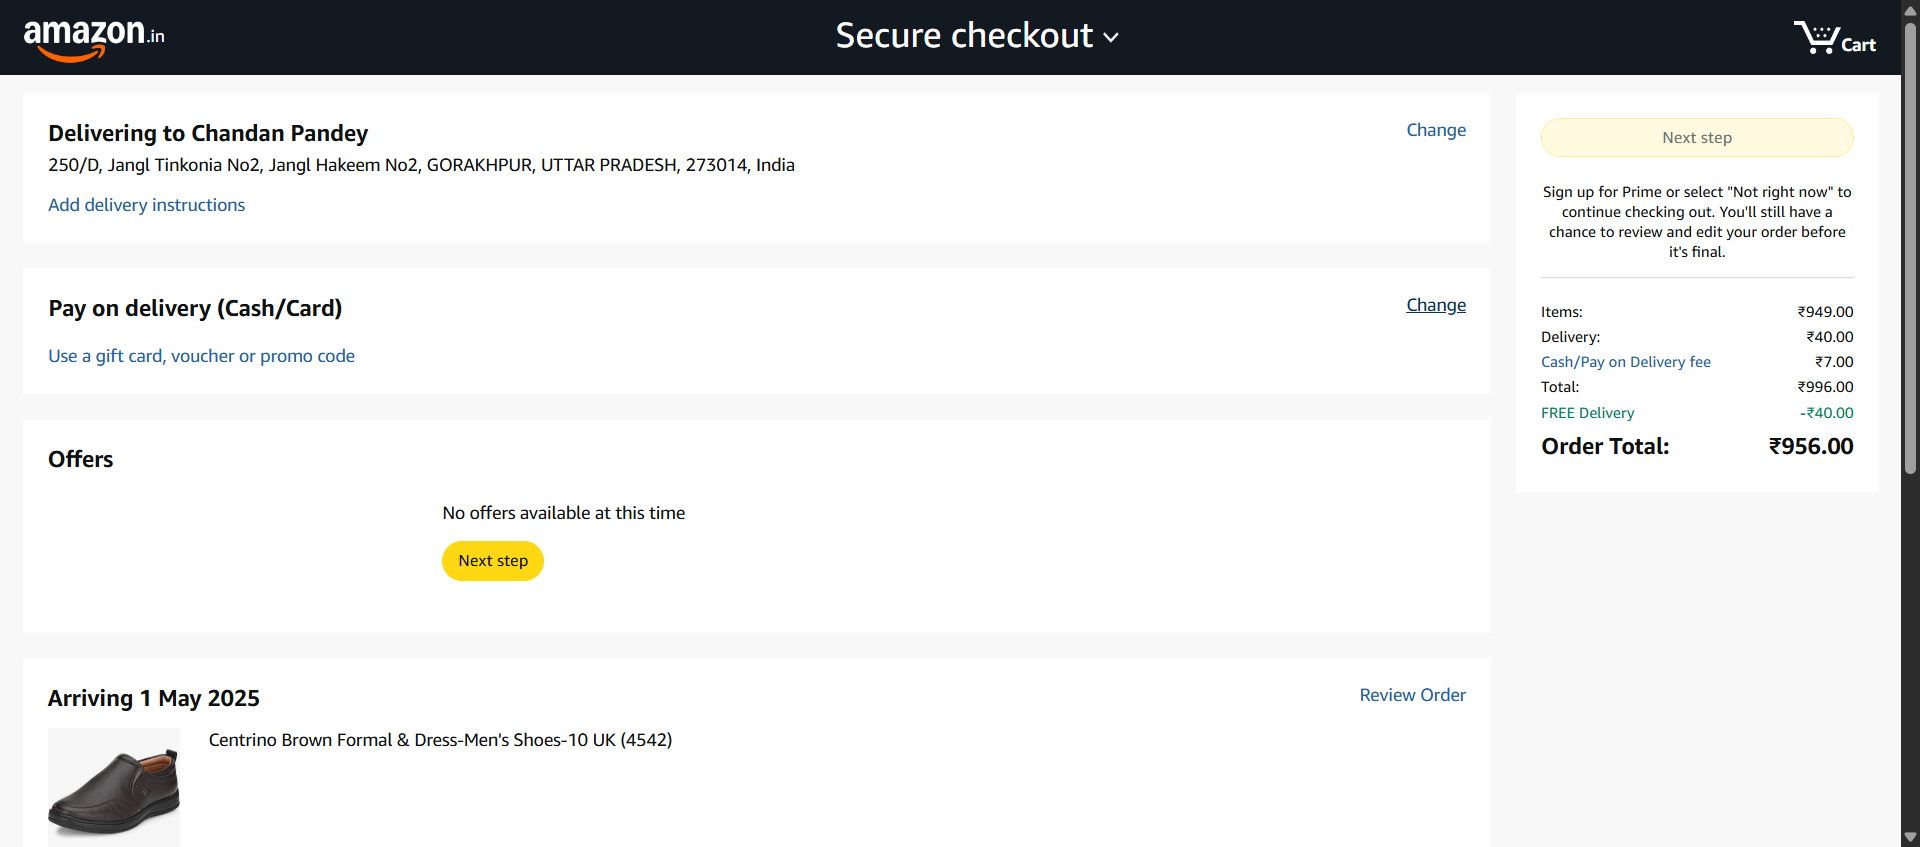 amazon.in
Secure checkout
Cart
Delivering to Chandan Pandey
Change
250/D, Jangl Tinkonia No2, Jangl Hakeem No2, GORAKHPUR, UTTAR PRADESH, 273014, India
Add delivery instructions
Pay on delivery (Cash/Card)
Change
Use a gift card, voucher or promo code
Offers
No offers available at this time
Next step
Arriving 1 May 2025
Review Order
Centrino Brown Formal & Dress-Men's Shoes-10 UK (4542)
Next step
Sign up for Prime or select "Not right now" to
continue checking out. You'll still have a
chance to review and edit your order before
it's final.
Items: ₹949.00
Delivery: ₹40.00
Cash/Pay on Delivery fee ₹7.00
Total: ₹996.00
FREE Delivery -₹40.00
Order Total: ₹956.00